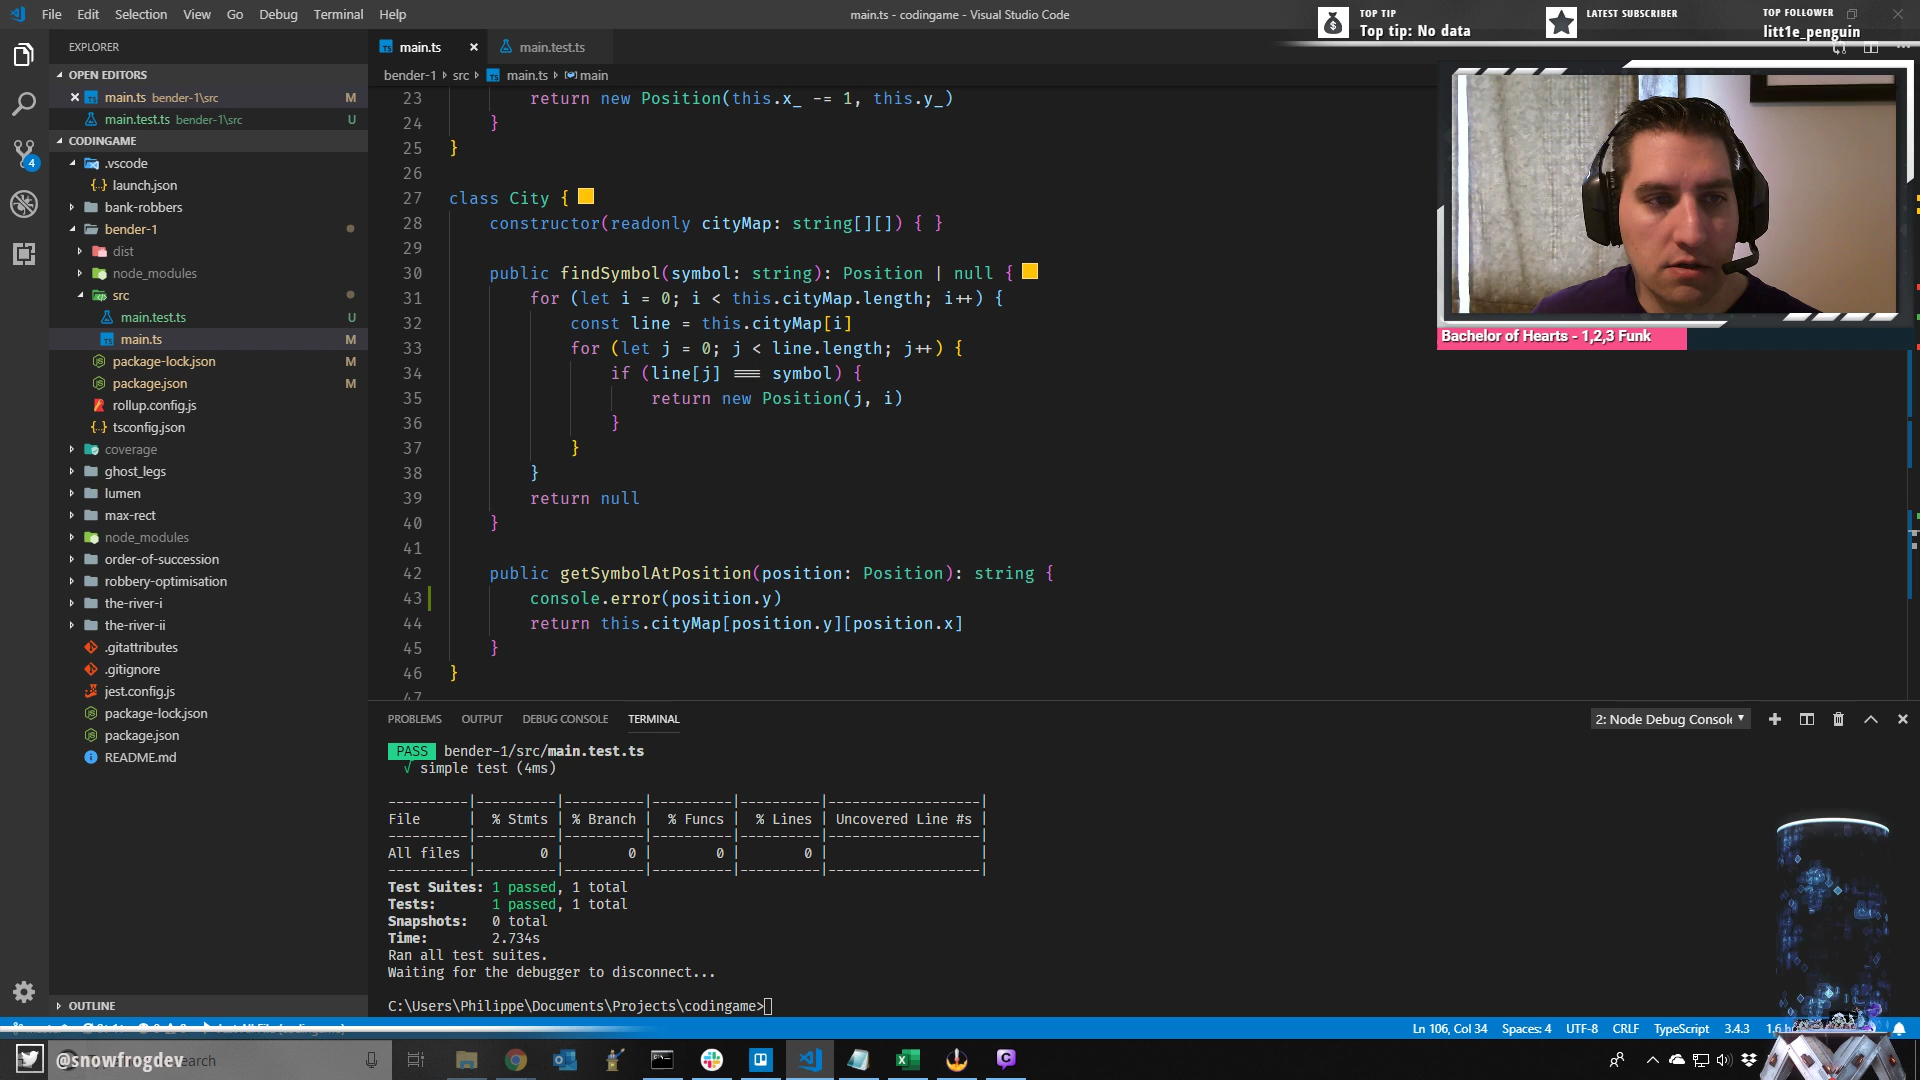 File Edit Selection View Go Debug Terminal Help
main.ts - codingame - Visual Studio Code
TOP TIP
Top tip: No data
LATEST SUBSCRIBER
TOP FOLLOWER
litt1e_penguin
EXPLORER
OPEN EDITORS
main.ts bender-1\src M
main.test.ts bender-1\src U
CODINGAME
.vscode
launch.json
bank-robbers
bender-1
dist
node_modules
src
main.test.ts U
main.ts M
package-lock.json M
package.json M
rollup.config.js
tsconfig.json
coverage
ghost_legs
lumen
max-rect
node_modules
order-of-succession
robbery-optimisation
the-river-i
the-river-ii
.gitattributes
.gitignore
jest.config.js
package-lock.json
package.json
README.md
OUTLINE
4
main.ts main.test.ts
bender-1 src main.ts main
23 return new Position(this.x_ -= 1, this.y_)
24 }
25 }
26
27 class City {
28 constructor(readonly cityMap: string[][]) { }
29
30 public findSymbol(symbol: string): Position | null {
31 for (let i = 0; i < this.cityMap.length; i++) {
32 const line = this.cityMap[i]
33 for (let j = 0; j < line.length; j++) {
34 if (line[j] === symbol) {
35 return new Position(j, i)
36 }
37 }
38 }
39 return null
40 }
41
42 public getSymbolAtPosition(position: Position): string {
43 console.error(position.y)
44 return this.cityMap[position.y][position.x]
45 }
46 }
47
Bachelor of Hearts - 1,2,3 Funk
PROBLEMS OUTPUT DEBUG CONSOLE TERMINAL
2: Node Debug Console
PASS bender-1/src/main.test.ts
√ simple test (4ms)
----------|----------|----------|----------|----------|-------------------|
File | % Stmts | % Branch | % Funcs | % Lines | Uncovered Line #s |
----------|----------|----------|----------|----------|-------------------|
All files | 0 | 0 | 0 | 0 | |
----------|----------|----------|----------|----------|-------------------|
Test Suites: 1 passed, 1 total
Tests: 1 passed, 1 total
Snapshots: 0 total
Time: 2.734s
Ran all test suites.
Waiting for the debugger to disconnect...
C:\Users\Philippe\Documents\Projects\codingame>
Ln 106, Col 34 Spaces: 4 UTF-8 CRLF TypeScript 3.4.3
@snowfrogdev